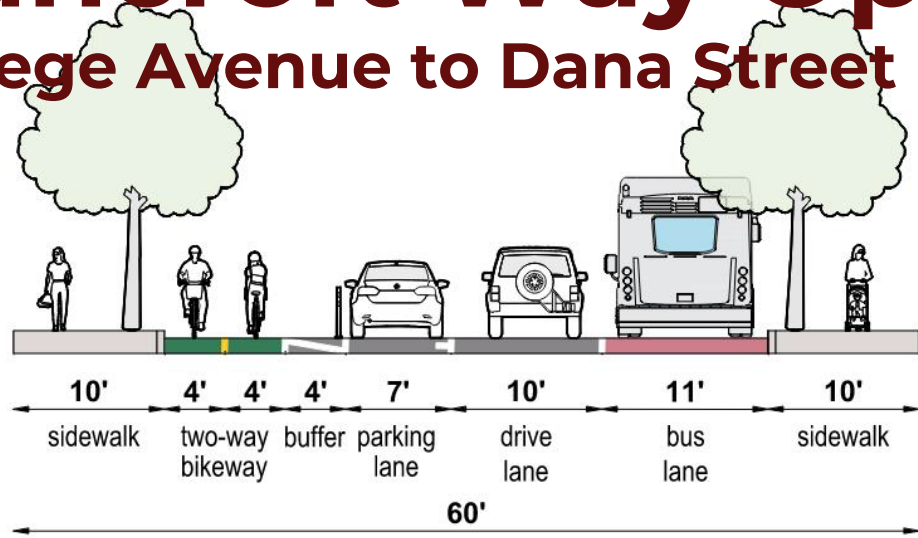 ege Avenue to Dana Street
10' 4' 4' 4' 7' 10' 11' 10'
sidewalk two-way buffer parking drive bus sidewalk
bikeway lane lane lane
60'